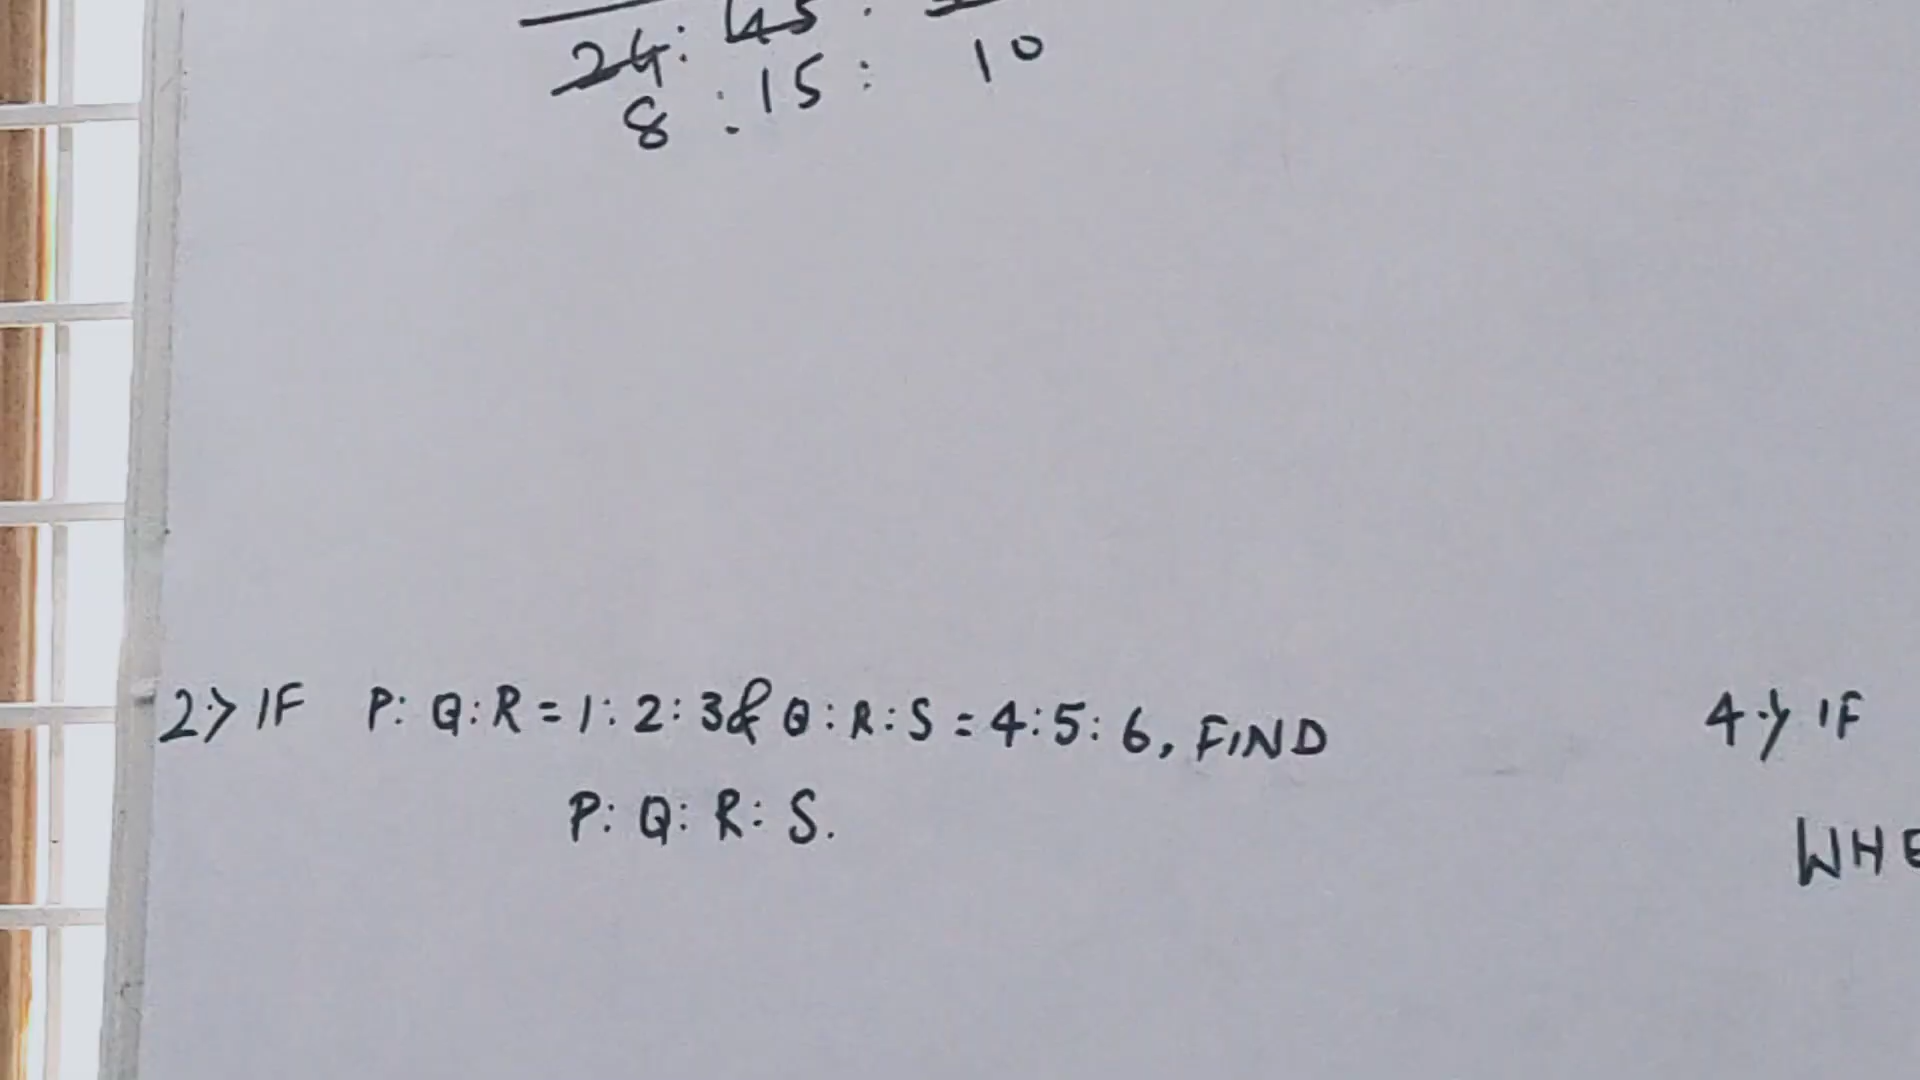 24: 45 :
8 : 15 : 10
2·> IF P: Q: R = 1: 2: 3 & Q: R: S = 4: 5: 6, FIND
P: Q: R: S.
4·> IF
WHE